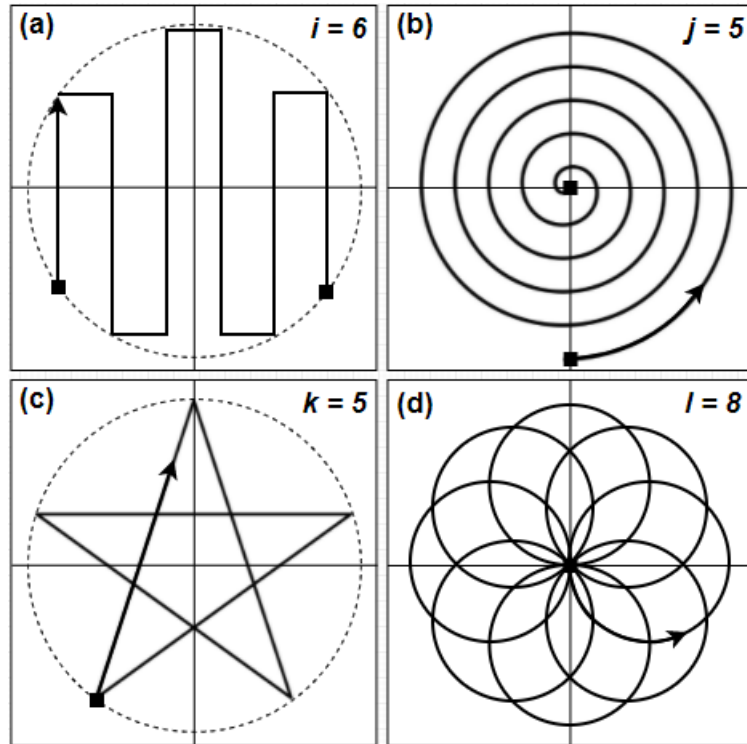 (a) i = 6
(b) j = 5
(c) k = 5
(d) l = 8